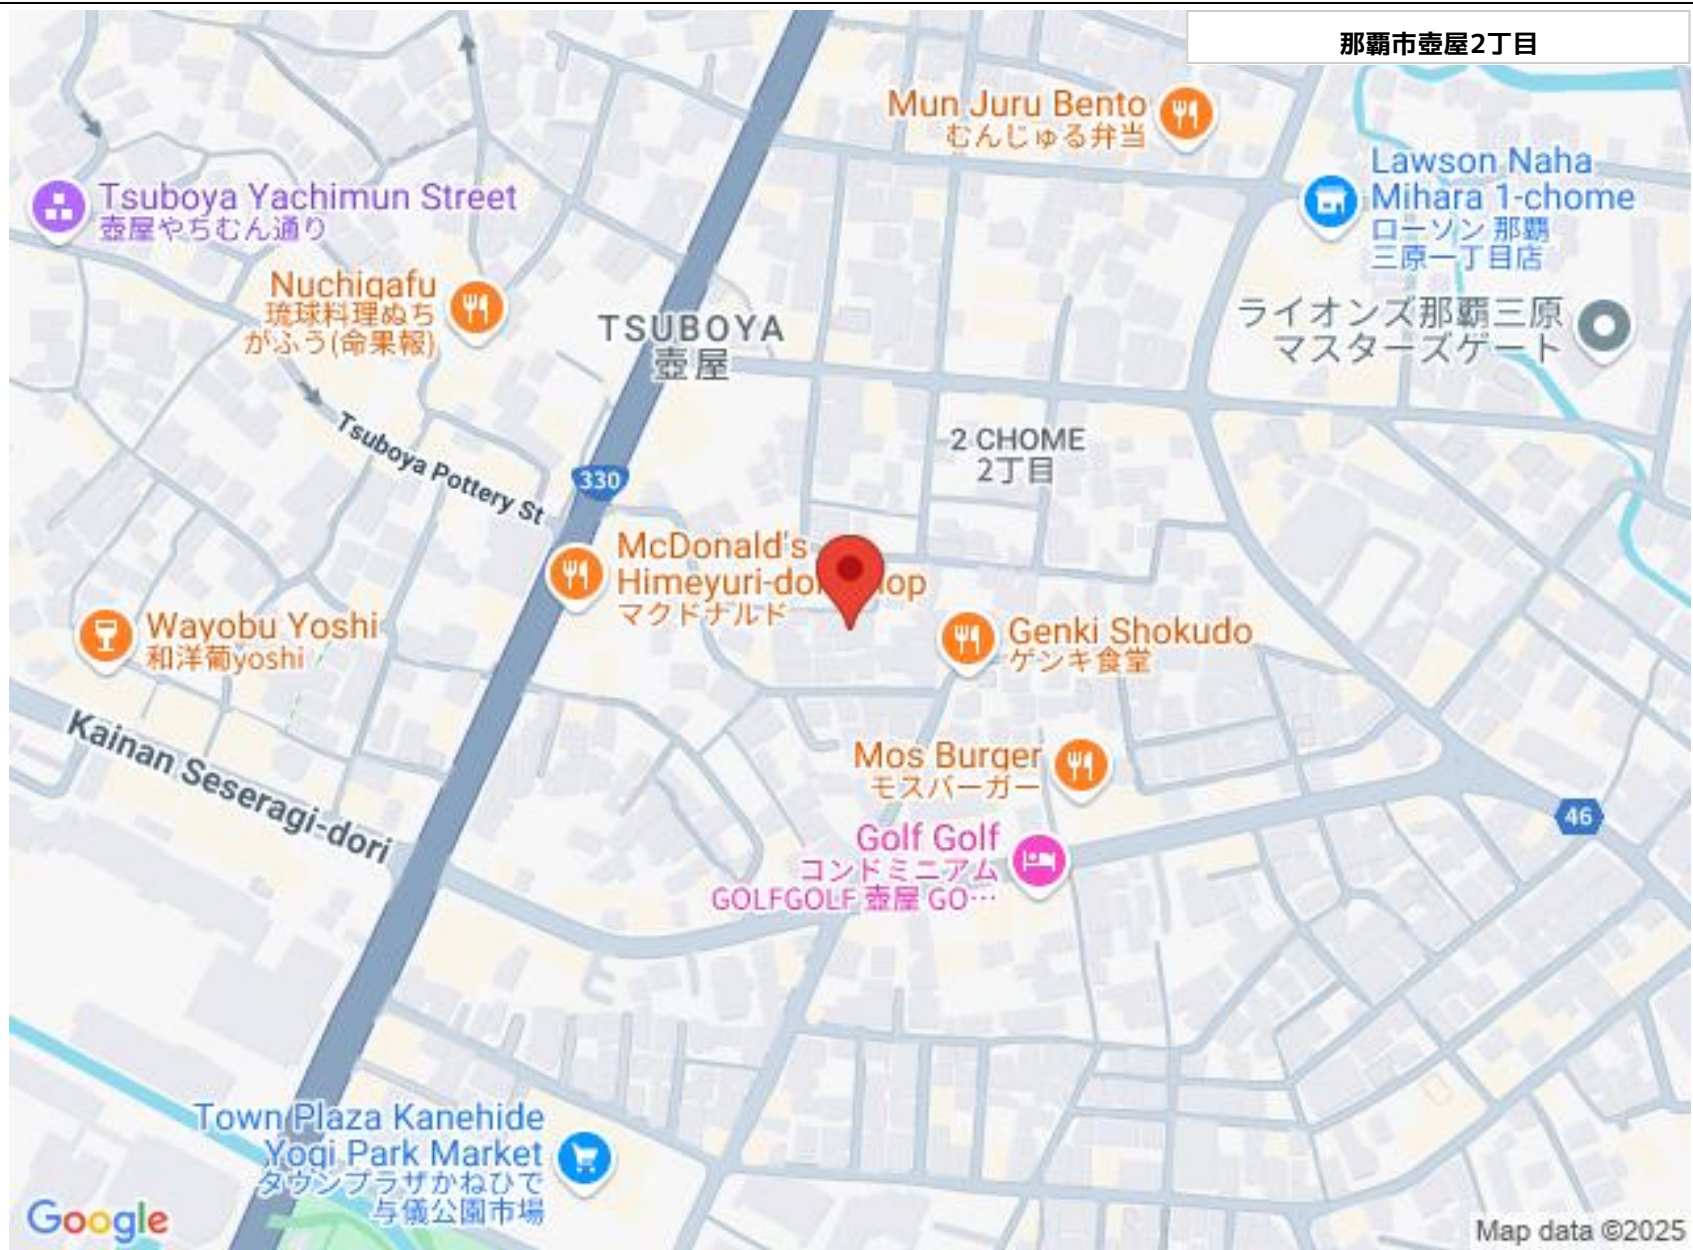 那覇市壺屋2丁目
Mun Juru Bento
むんじゅる弁当
Lawson Naha
Mihara 1-chome
ローソン 那覇
三原一丁目店
Tsuboya Yachimun Street
壺屋やちむん通り
Nuchigafu
琉球料理ぬち
がふう(命果報)
TSUBOYA
壺屋
ライオンズ那覇三原
マスターズゲート
Tsuboya Pottery St
330
2 CHOME
2丁目
McDonald's
Himeyuri-do
op
マクドナルド
Wayobu Yoshi
和洋葡yoshi
Genki Shokudo
ゲンキ食堂
Kainan Seseragi-dori
Mos Burger
モスバーガー
46
Golf Golf
コンドミニアム
GOLFGOLF 壺屋 GO…
Town Plaza Kanehide
Yogi Park Market
タウンプラザかねひで
与儀公園市場
Google
Map data ©2025